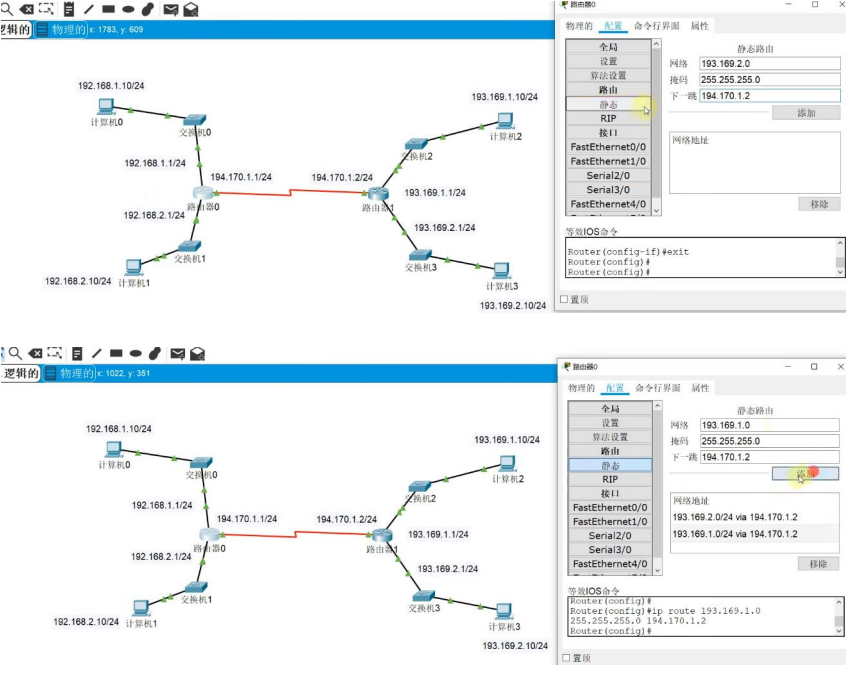 逻辑的 物理的 x: 1783, y: 609
192.168.1.10/24
计算机0
交换机0
192.168.1.1/24
194.170.1.1/24
194.170.1.2/24
路由器0
路由器1
192.168.2.1/24
交换机1
192.168.2.10/24
计算机1
193.169.1.10/24
计算机2
交换机2
193.169.1.1/24
193.169.2.1/24
交换机3
计算机3
193.169.2.10/24
路由器0
物理的 配置 命令行界面 属性
全局
设置
算法设置
路由
静态
RIP
接口
FastEthernet0/0
FastEthernet1/0
Serial2/0
Serial3/0
FastEthernet4/0
静态路由
网络 193.169.2.0
掩码 255.255.255.0
下一跳 194.170.1.2
添加
网络地址
移除
等效IOS命令
Router(config-if)#exit
Router(config)#
Router(config)#
置顶
逻辑的 物理的 x: 1022, y: 351
192.168.1.10/24
计算机0
交换机0
192.168.1.1/24
194.170.1.1/24
194.170.1.2/24
路由器0
路由器1
192.168.2.1/24
交换机1
192.168.2.10/24
计算机1
193.169.1.10/24
计算机2
交换机2
193.169.1.1/24
193.169.2.1/24
交换机3
计算机3
193.169.2.10/24
路由器0
物理的 配置 命令行界面 属性
全局
设置
算法设置
路由
静态
RIP
接口
FastEthernet0/0
FastEthernet1/0
Serial2/0
Serial3/0
FastEthernet4/0
静态路由
网络 193.169.1.0
掩码 255.255.255.0
下一跳 194.170.1.2
添加
网络地址
193.169.2.0/24 via 194.170.1.2
193.169.1.0/24 via 194.170.1.2
移除
等效IOS命令
Router(config)#
Router(config)#ip route 193.169.1.0
255.255.255.0 194.170.1.2
Router(config)#
置顶